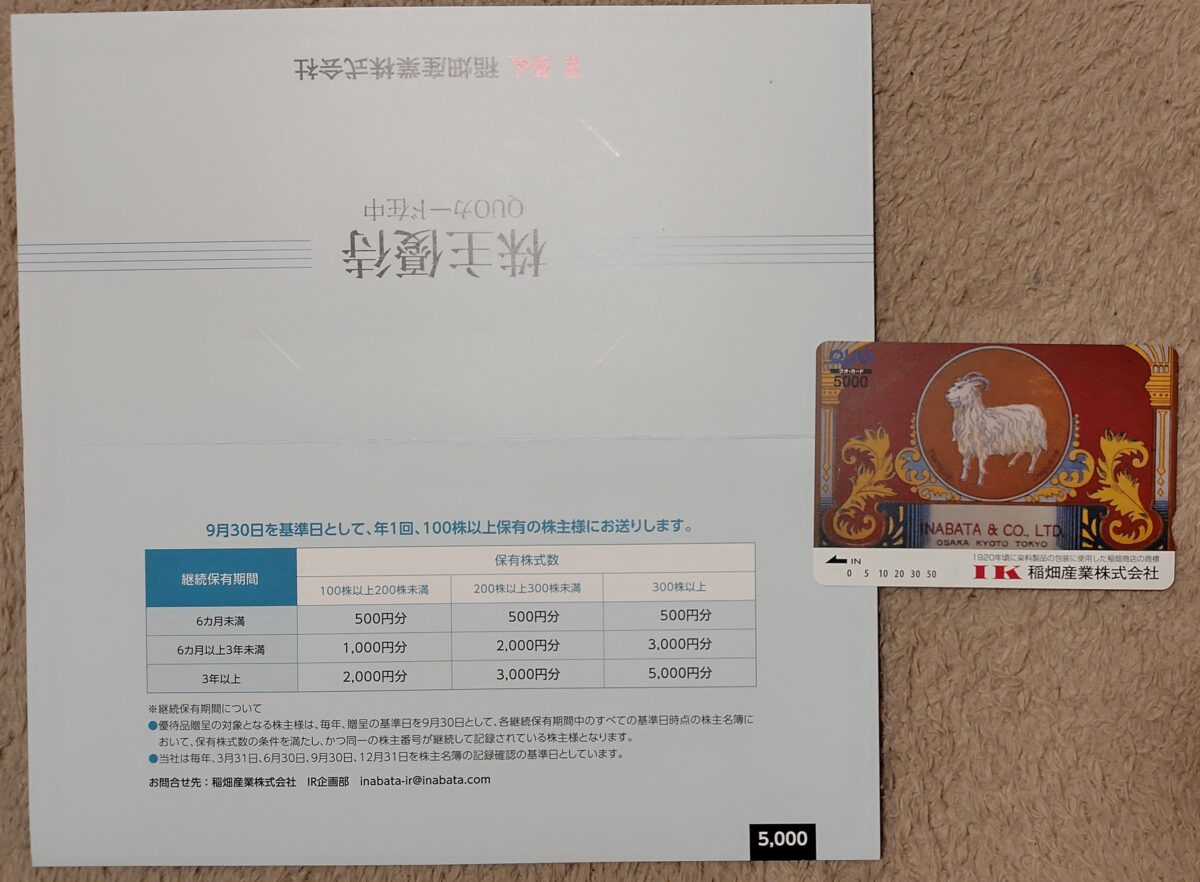 IK 稲畑産業株式会社
QUOカード在中
株主優待
9月30日を基準日として、年1回、100株以上保有の株主様にお送りします。
継続保有期間 保有株式数
100株以上200株未満 200株以上300株未満 300株以上
6カ月未満 500円分 500円分 500円分
6カ月以上3年未満 1,000円分 2,000円分 3,000円分
3年以上 2,000円分 3,000円分 5,000円分
※継続保有期間について
●優待品贈呈の対象となる株主様は、毎年、贈呈の基準日を9月30日として、各継続保有期間中のすべての基準日時点の株主名簿に
おいて、保有株式数の条件を満たし、かつ同一の株主番号が継続して記録されている株主様となります。
●当社は毎年、3月31日、6月30日、9月30日、12月31日を株主名簿の記録確認の基準日としています。
お問合せ先：稲畑産業株式会社 IR企画部 inabata-ir@inabata.com
5,000
QUO
クオ・カード
5000
INABATA & CO., LTD.
OSAKA KYOTO TOKYO
IN
0 5 10 20 30 50
1920年頃に染料製品の包装に使用した稲畑商店の商標
IK 稲畑産業株式会社